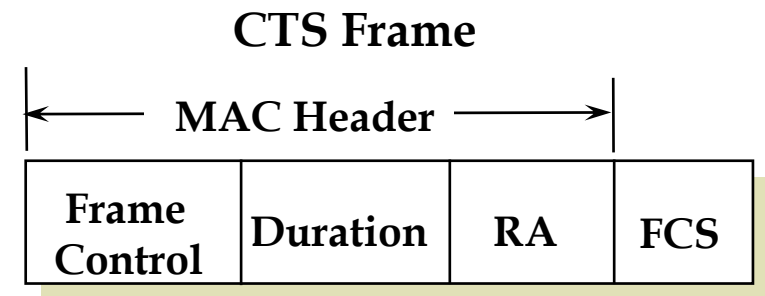 CTS Frame
MAC Header
Frame
Control
Duration
RA
FCS